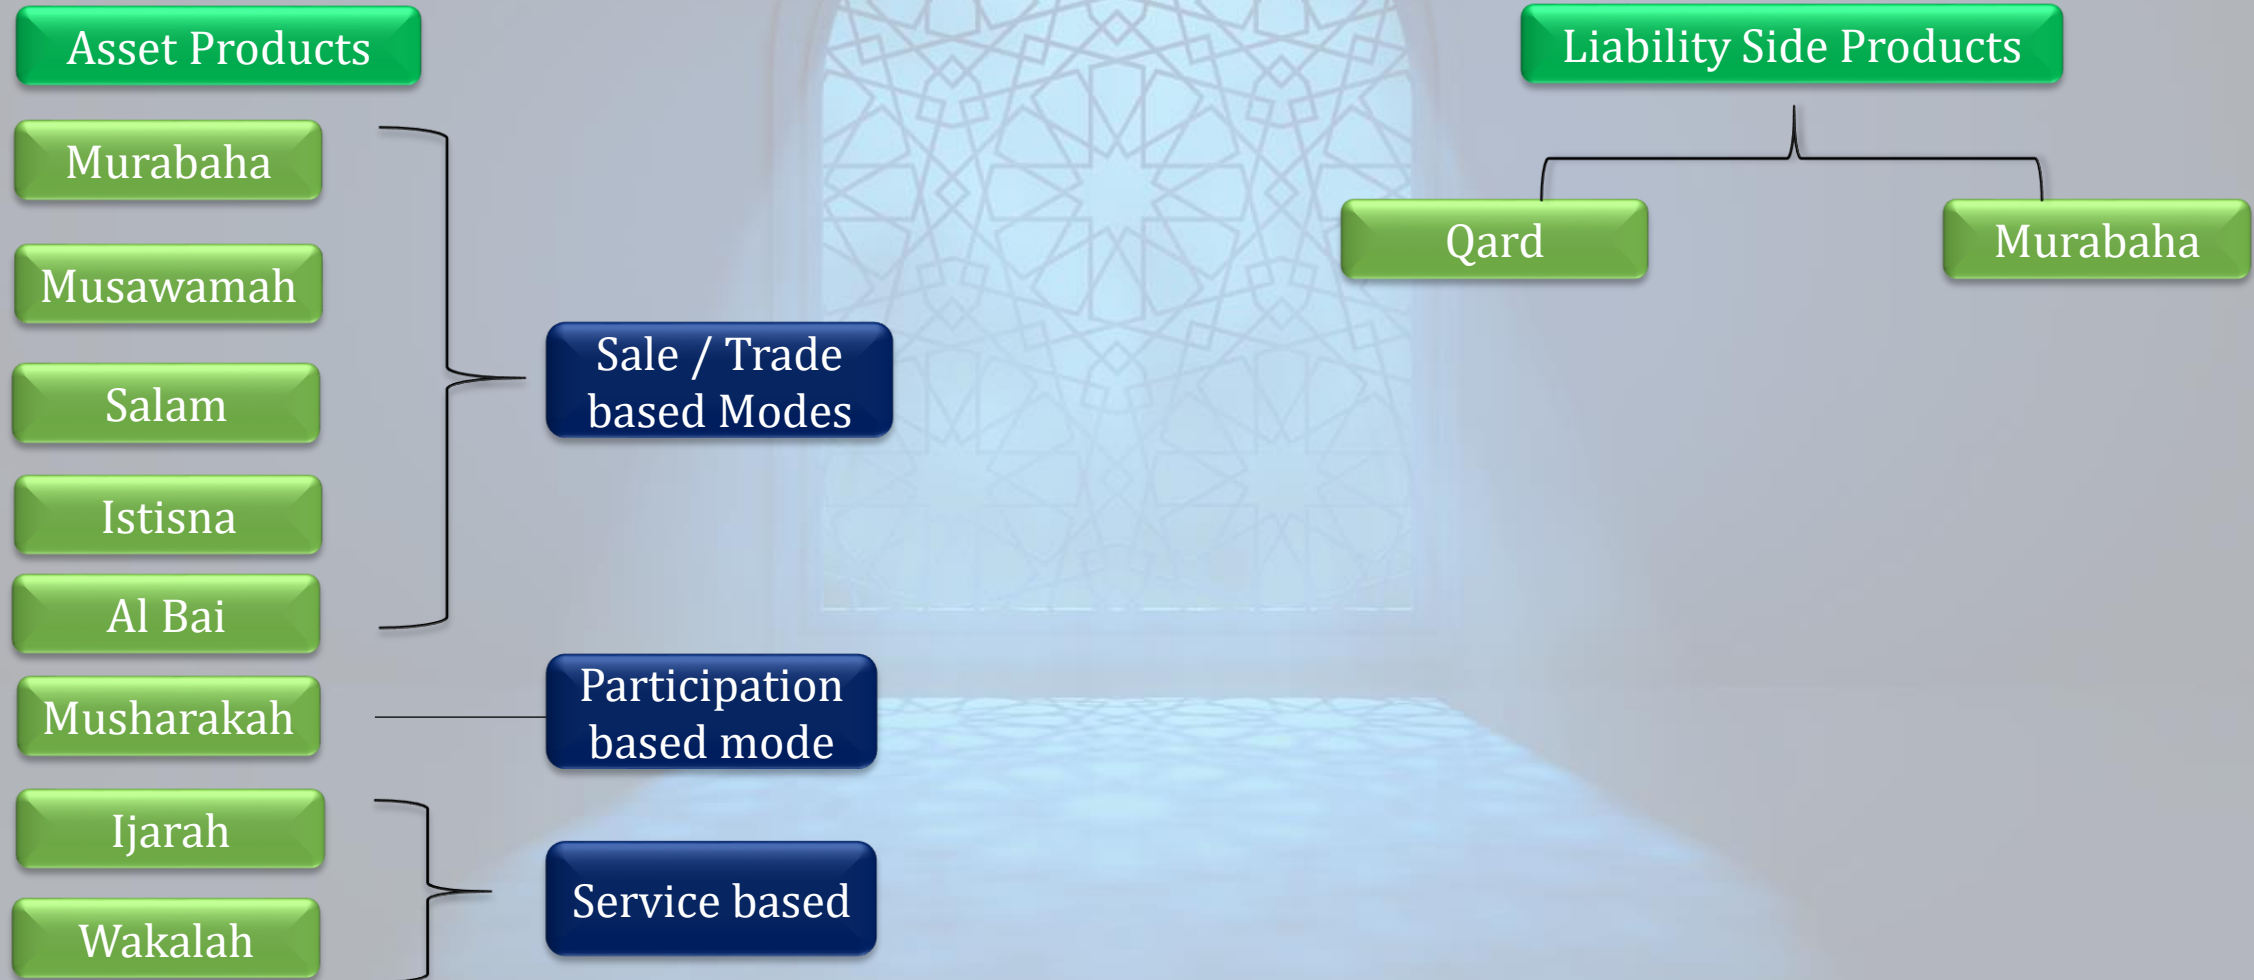 Asset Products
Murabaha
Musawamah
Salam
Istisna
Al Bai
Musharakah
Ijarah
Wakalah
Sale / Trade
based Modes
Participation
based mode
Service based
Liability Side Products
Qard
Murabaha